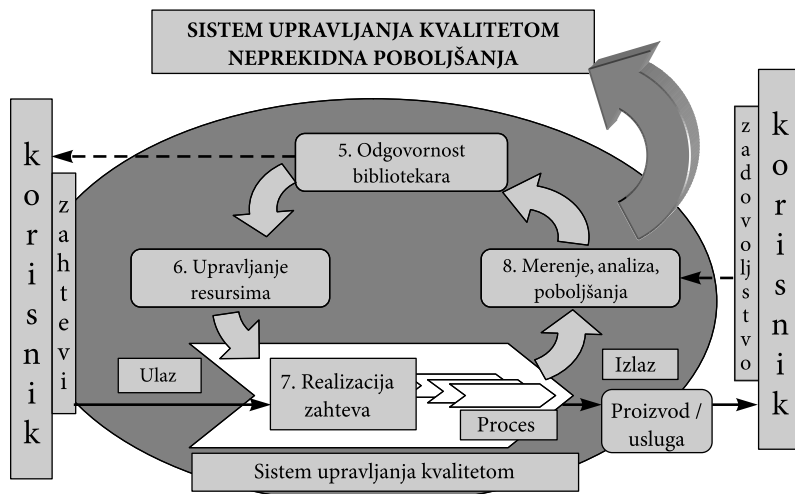 SISTEM UPRAVLJANJA KVALITETOM
NEPREKIDNA POBOLJŠANJA
korisnik
zahtevi
5. Odgovornost
bibliotekara
6. Upravljanje
resursima
8. Merenje, analiza,
poboljšanja
zadovoljstvo
korisnik
Ulaz
7. Realizacija
zahteva
Proces
Izlaz
Proizvod /
usluga
Sistem upravljanja kvalitetom